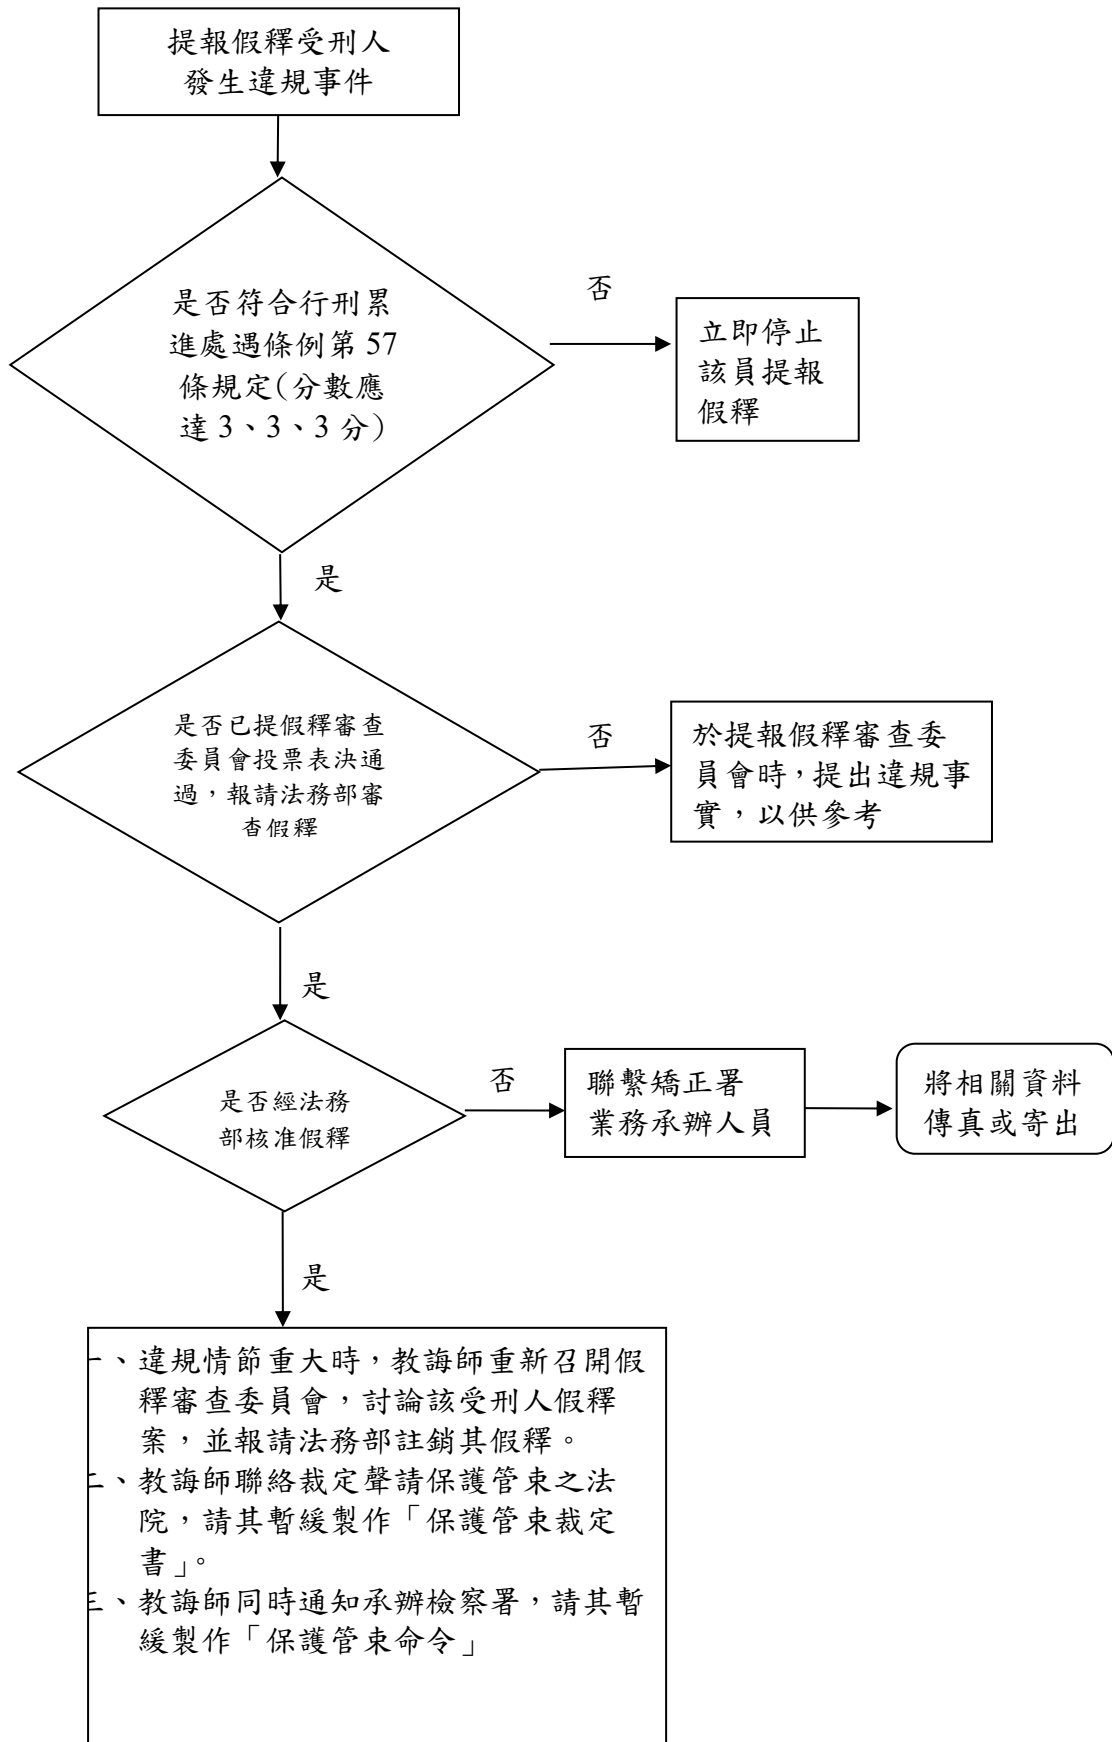 提報假釋受刑人
發生違規事件
是否符合行刑累
進處遇條例第 57
條規定(分數應
達 3、3、3 分)
否
立即停止
該員提報
假釋
是
是否已提假釋審查
委員會投票表決通
過，報請法務部審
查假釋
否
於提報假釋審查委
員會時，提出違規事
實，以供參考
是
是否經法務
部核准假釋
否
聯繫矯正署
業務承辦人員
將相關資料
傳真或寄出
是
一、違規情節重大時，教誨師重新召開假
釋審查委員會，討論該受刑人假釋
案，並報請法務部註銷其假釋。
二、教誨師聯絡裁定聲請保護管束之法
院，請其暫緩製作「保護管束裁定
書」。
三、教誨師同時通知承辦檢察署，請其暫
緩製作「保護管束命令」